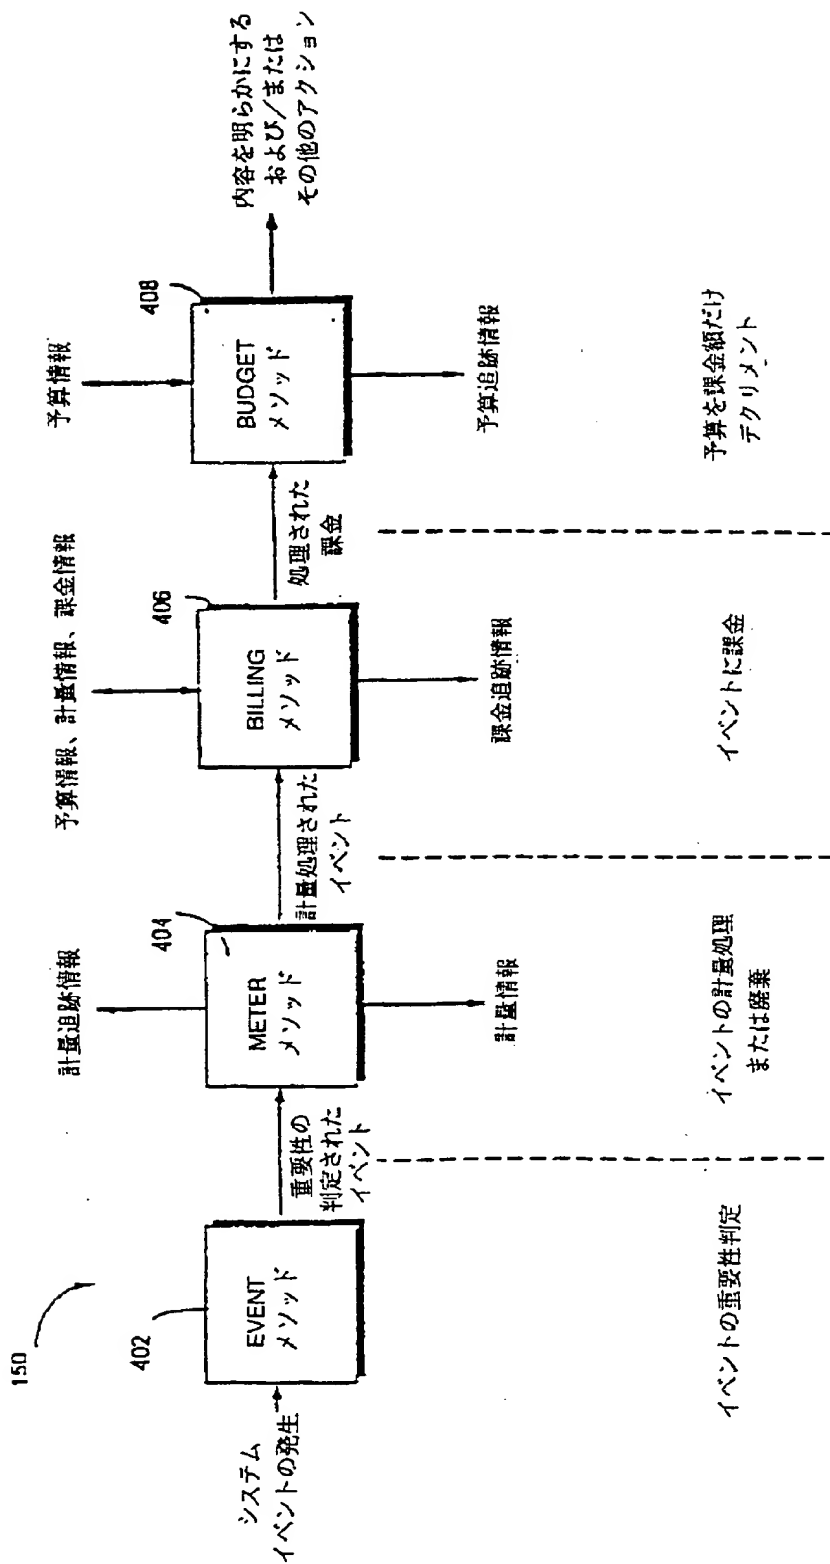 150
システム
イベントの発生
402
EVENT
メソッド
重要性の
判定された
イベント
計量追跡情報
404
METER
メソッド
計量情報
計量処理された
イベント
予算情報、計量情報、課金情報
406
BILLING
メソッド
課金追跡情報
処理された
課金
予算情報
408
BUDGET
メソッド
予算追跡情報
内容を明らかにする
および/または
その他のアクション
イベントの重要性判定
イベントの計量処理
または廃棄
イベントに課金
予算を課金額だけ
デクリメント